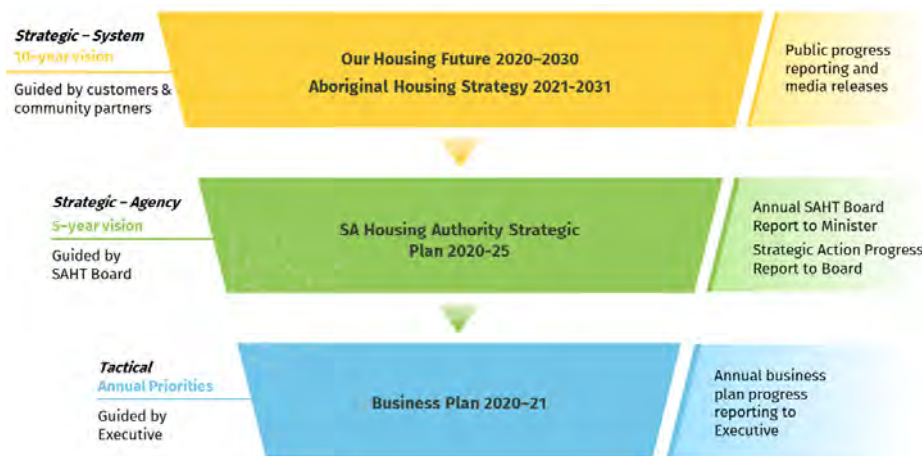 Strategic – System
10-year vision
Guided by customers &
community partners
Our Housing Future 2020–2030
Aboriginal Housing Strategy 2021-2031
Public progress
reporting and
media releases
Strategic – Agency
5-year vision
Guided by
SAHT Board
SA Housing Authority Strategic
Plan 2020-25
Annual SAHT Board
Report to Minister
Strategic Action Progress
Report to Board
Tactical
Annual Priorities
Guided by
Executive
Business Plan 2020–21
Annual business
plan progress
reporting to
Executive